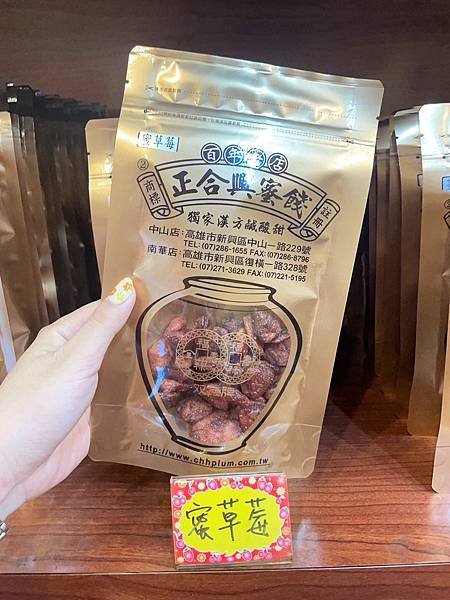 蜜草莓
百年老店
② 商標 正合興蜜餞 註冊
獨家漢方鹹酸甜
中山店：高雄市新興區中山一路229號
TEL:(07)286-1655 FAX:(07)286-8796
南華店：高雄市新興區復橫一路328號
TEL:(07)271-3629 FAX:(07)221-5195
福
http://www.chhplum.com.tw
蜜草莓